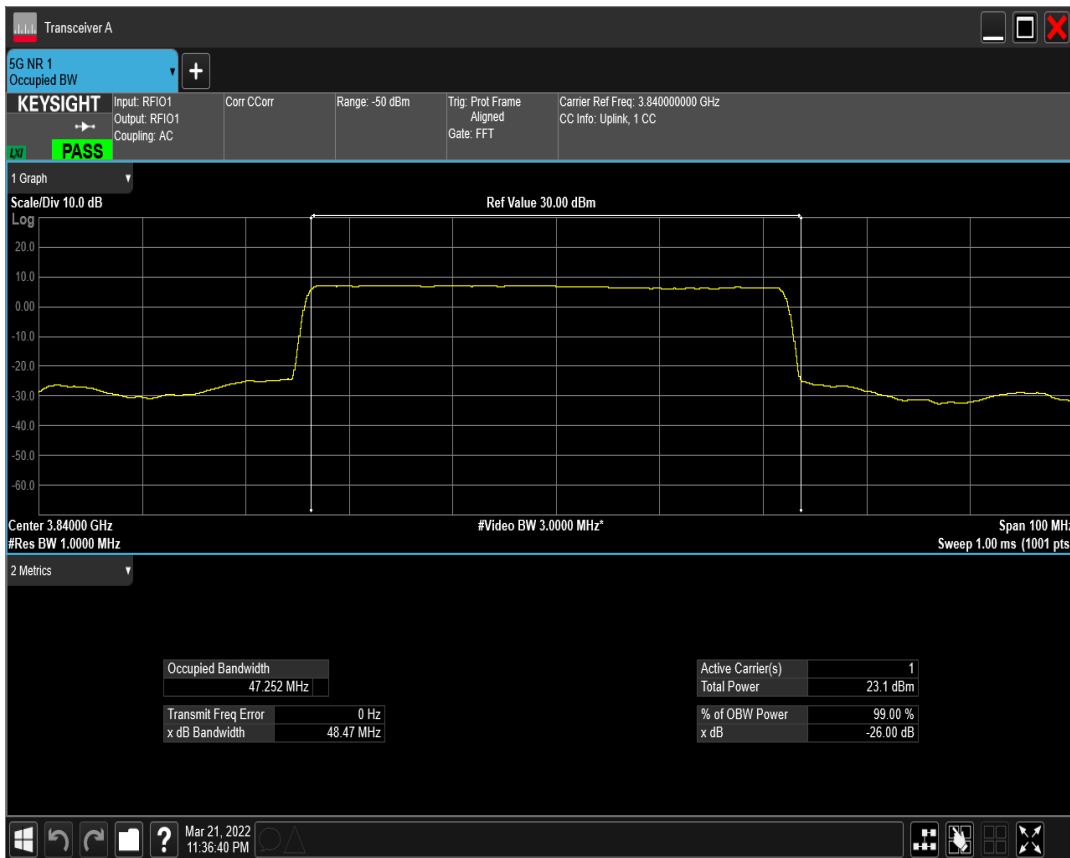 Transceiver A
5G NR 1
Occupied BW
+
KEYSIGHT
LXI
PASS
Input: RFIO1
Output: RFIO1
Coupling: AC
Corr CCorr
Range: -50 dBm
Trig: Prot Frame
Aligned
Gate: FFT
Carrier Ref Freq: 3.840000000 GHz
CC Info: Uplink, 1 CC
1 Graph
Scale/Div 10.0 dB
Ref Value 30.00 dBm
Log
20.0
10.0
0.00
-10.0
-20.0
-30.0
-40.0
-50.0
-60.0
Center 3.84000 GHz
#Video BW 3.0000 MHz*
Span 100 MHz
#Res BW 1.0000 MHz
Sweep 1.00 ms (1001 pts
2 Metrics
Occupied Bandwidth
47.252 MHz
Transmit Freq Error 0 Hz
x dB Bandwidth 48.47 MHz
Active Carrier(s) 1
Total Power 23.1 dBm
% of OBW Power 99.00 %
x dB -26.00 dB
?
Mar 21, 2022
11:36:40 PM